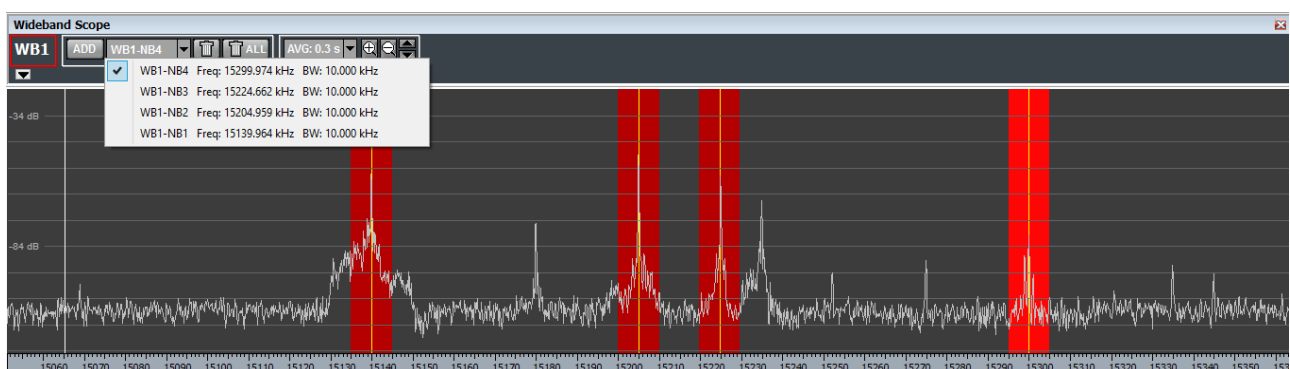 Wideband Scope
WB1 ADD WB1-NB4 ALL AVG: 0.3 s
WB1-NB4 Freq: 15299.974 kHz BW: 10.000 kHz
WB1-NB3 Freq: 15224.662 kHz BW: 10.000 kHz
WB1-NB2 Freq: 15204.959 kHz BW: 10.000 kHz
WB1-NB1 Freq: 15139.964 kHz BW: 10.000 kHz
-34 dB
-84 dB
15060 15070 15080 15090 15100 15110 15120 15130 15140 15150 15160 15170 15180 15190 15200 15210 15220 15230 15240 15250 15260 15270 15280 15290 15300 15310 15320 15330 15340 15350